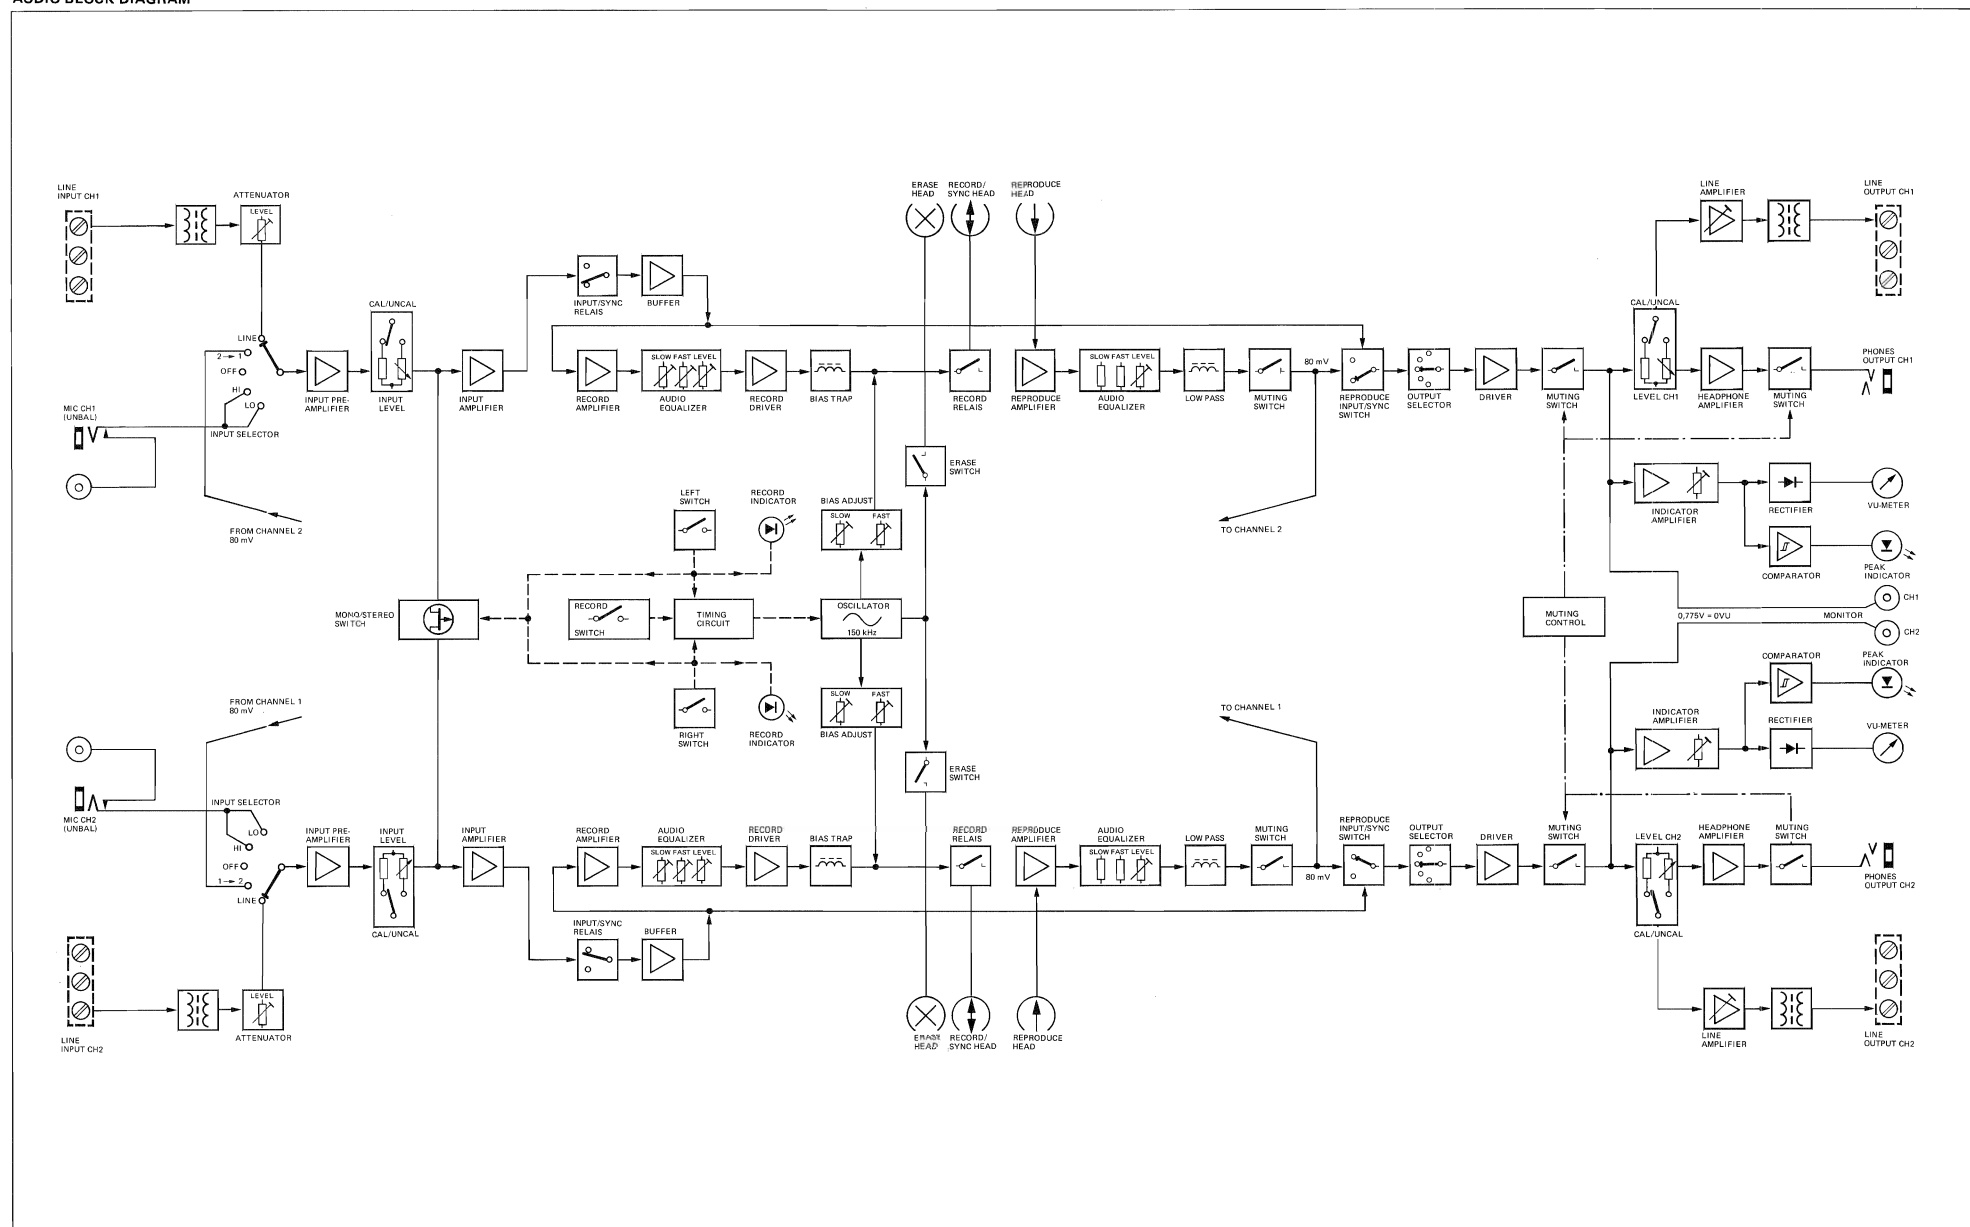 AUDIO BLOCK DIAGRAM
LINE
INPUT CH1
ATTENUATOR
LEVEL
ERASE
HEAD
RECORD/
SYNC HEAD
REPRODUCE
HEAD
LINE
AMPLIFIER
LINE
OUTPUT CH1
INPUT/SYNC
RELAIS
BUFFER
CAL/UNCAL
CAL/UNCAL
LINE
2→1
OFF
HI
LO
INPUT SELECTOR
MIC CH1
(UNBAL)
INPUT PRE-
AMPLIFIER
INPUT
LEVEL
INPUT
AMPLIFIER
RECORD
AMPLIFIER
SLOW FAST LEVEL
AUDIO
EQUALIZER
RECORD
DRIVER
BIAS TRAP
RECORD
RELAIS
REPRODUCE
AMPLIFIER
SLOW FAST LEVEL
AUDIO
EQUALIZER
LOW PASS
MUTING
SWITCH
80 mV
REPRODUCE
INPUT/SYNC
SWITCH
OUTPUT
SELECTOR
DRIVER
MUTING
SWITCH
LEVEL CH1
HEADPHONE
AMPLIFIER
MUTING
SWITCH
PHONES
OUTPUT CH1
ERASE
SWITCH
FROM CHANNEL 2
80 mV
LEFT
SWITCH
RECORD
INDICATOR
BIAS ADJUST
SLOW
FAST
TO CHANNEL 2
INDICATOR
AMPLIFIER
RECTIFIER
VU-METER
COMPARATOR
PEAK
INDICATOR
MONO/STEREO
SWITCH
RECORD
SWITCH
TIMING
CIRCUIT
OSCILLATOR
150 kHz
MUTING
CONTROL
0,775V = 0VU
MONITOR
CH1
CH2
FROM CHANNEL 1
80 mV
RIGHT
SWITCH
RECORD
INDICATOR
SLOW
FAST
BIAS ADJUST
TO CHANNEL 1
COMPARATOR
PEAK
INDICATOR
INDICATOR
AMPLIFIER
RECTIFIER
VU-METER
ERASE
SWITCH
MIC CH2
(UNBAL)
INPUT SELECTOR
LO
HI
OFF
1→2
LINE
INPUT PRE-
AMPLIFIER
INPUT
LEVEL
CAL/UNCAL
INPUT
AMPLIFIER
RECORD
AMPLIFIER
AUDIO
EQUALIZER
SLOW FAST LEVEL
RECORD
DRIVER
BIAS TRAP
RECORD
RELAIS
REPRODUCE
AMPLIFIER
AUDIO
EQUALIZER
SLOW FAST LEVEL
LOW PASS
MUTING
SWITCH
80 mV
REPRODUCE
INPUT/SYNC
SWITCH
OUTPUT
SELECTOR
DRIVER
MUTING
SWITCH
LEVEL CH2
CAL/UNCAL
HEADPHONE
AMPLIFIER
MUTING
SWITCH
PHONES
OUTPUT CH2
INPUT/SYNC
RELAIS
BUFFER
LINE
INPUT CH2
LEVEL
ATTENUATOR
ERASE
HEAD
RECORD/
SYNC HEAD
REPRODUCE
HEAD
LINE
AMPLIFIER
LINE
OUTPUT CH2